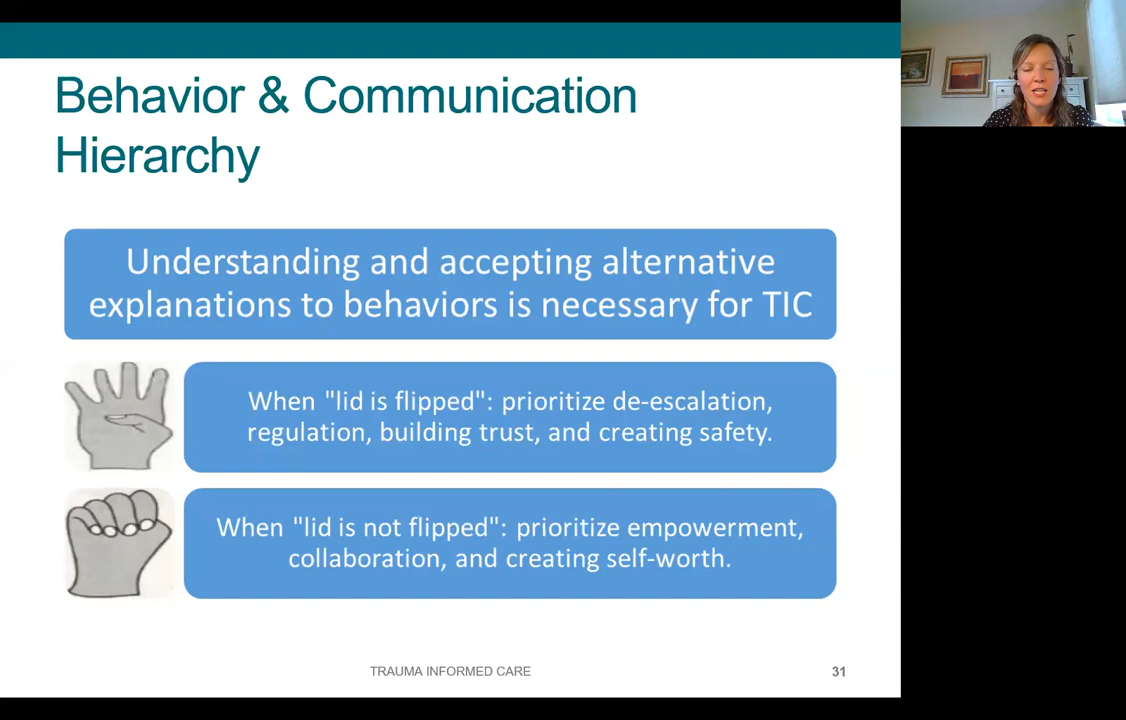 Behavior & Communication
Hierarchy
Understanding and accepting alternative
explanations to behaviors is necessary for TIC
When "lid is flipped": prioritize de-escalation,
regulation, building trust, and creating safety.
When "lid is not flipped": prioritize empowerment,
collaboration, and creating self-worth.
TRAUMA INFORMED CARE
31